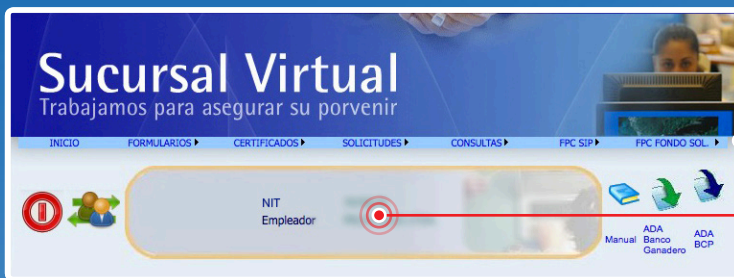 Sucursal Virtual
Trabajamos para asegurar su porvenir
INICIO FORMULARIOS CERTIFICADOS SOLICITUDES CONSULTAS FPC SIP FPC FONDO SOL.
NIT
Empleador
Manual
ADA Banco Ganadero
ADA BCP